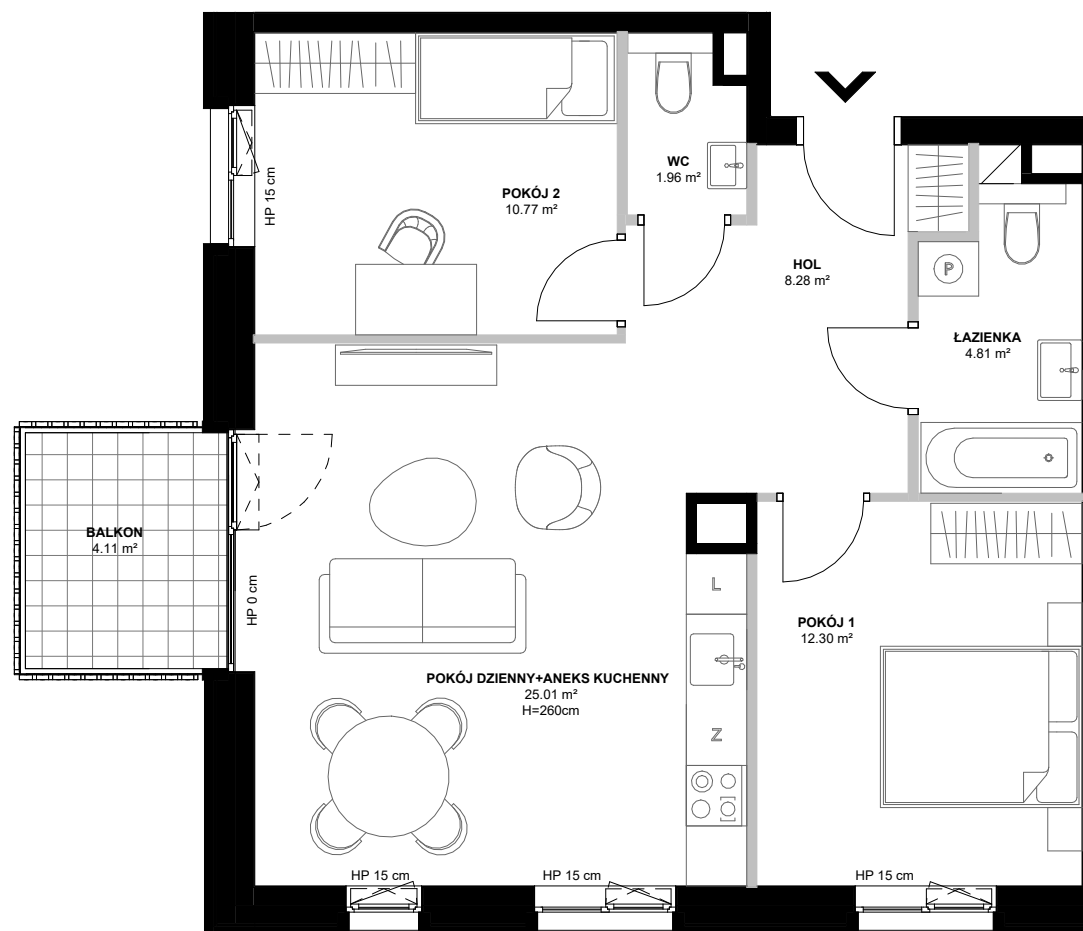 WC
1.96 m²
POKÓJ 2
10.77 m²
HP 15 cm
HOL
8.28 m²
P
ŁAZIENKA
4.81 m²
BALKON
4.11 m²
HP 0 cm
L
POKÓJ 1
12.30 m²
POKÓJ DZIENNY+ANEKS KUCHENNY
25.01 m²
H=260cm
Z
HP 15 cm
HP 15 cm
HP 15 cm